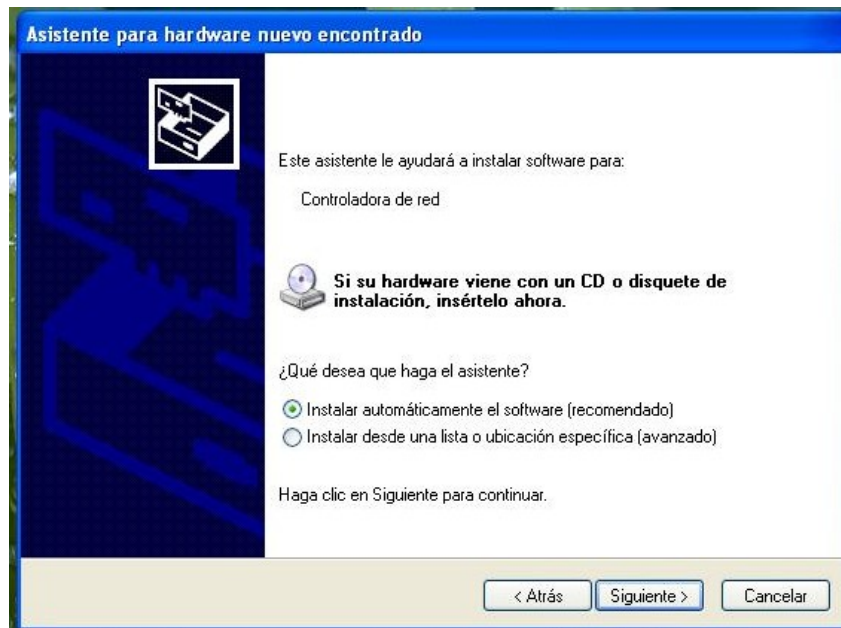 Asistente para hardware nuevo encontrado
Este asistente le ayudará a instalar software para:
Controladora de red
Si su hardware viene con un CD o disquete de
instalación, insértelo ahora.
¿Qué desea que haga el asistente?
Instalar automáticamente el software (recomendado)
Instalar desde una lista o ubicación específica (avanzado)
Haga clic en Siguiente para continuar.
< Atrás
Siguiente >
Cancelar